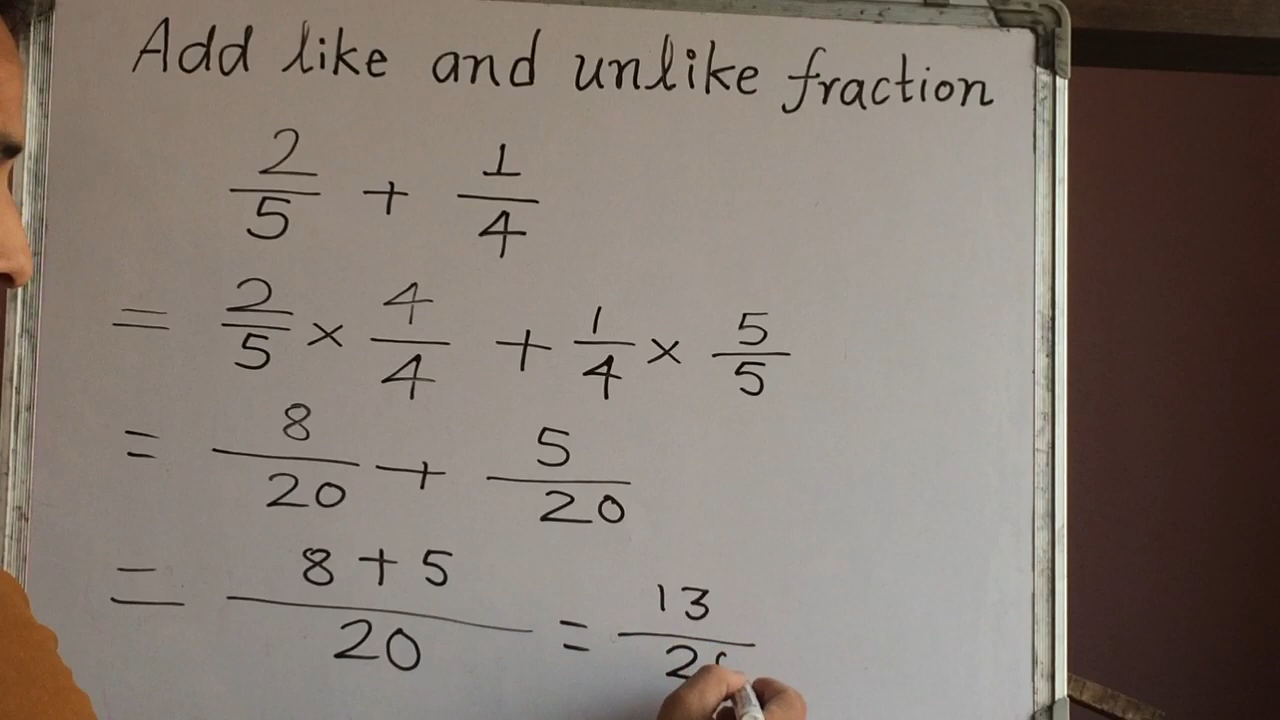 Add like and unlike fraction
2/5 + 1/4
= 2/5 × 4/4 + 1/4 × 5/5
= 8/20 + 5/20
= 8+5/20 = 13/20